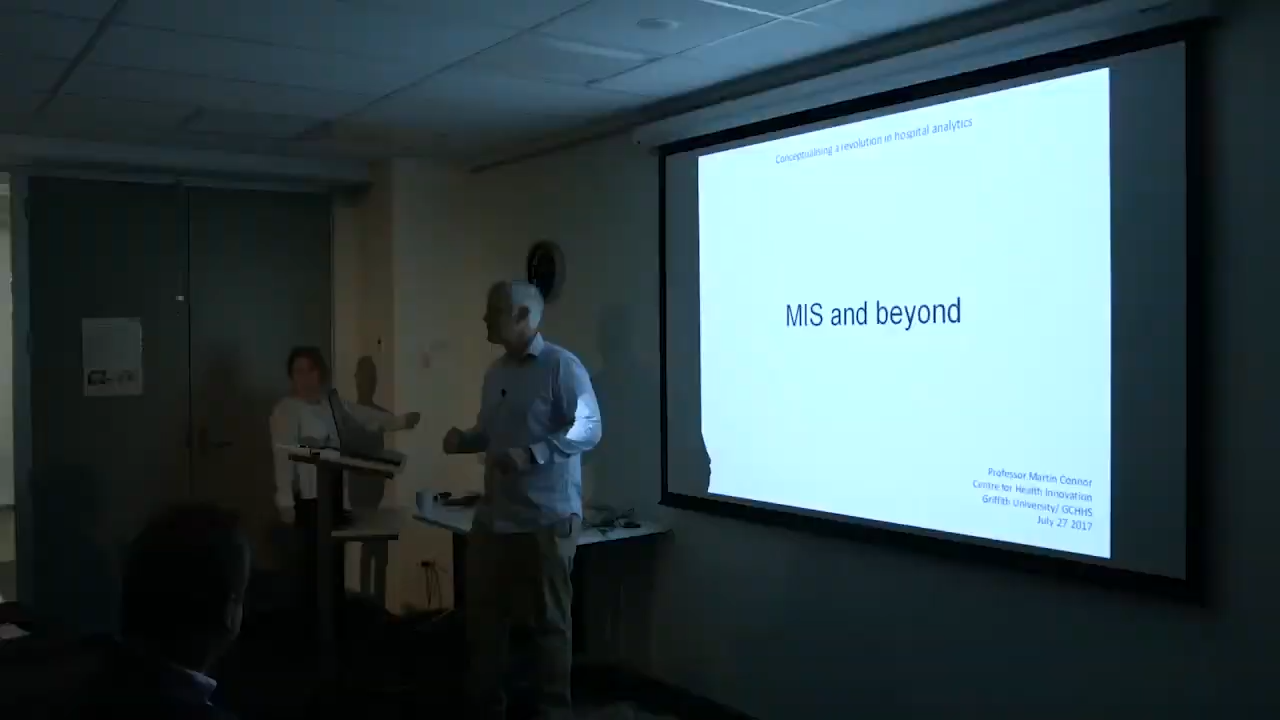 Conceptualising a revolution in hospital analytics
MIS and beyond
Professor Martin Connor
Centre for Health Innovation
Griffith University/ GCHHS
July 27 2017